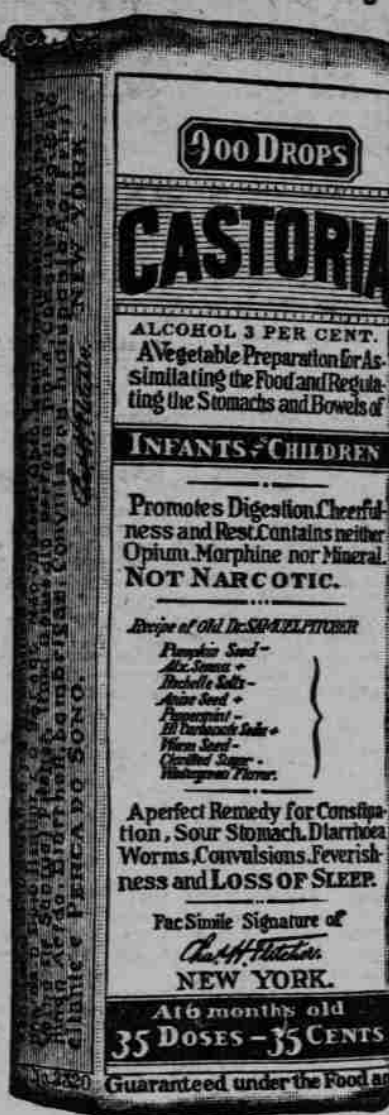 900 DROPS
CASTORIA
ALCOHOL 3 PER CENT.
A Vegetable Preparation for As-
similating the Food and Regula-
ting the Stomachs and Bowels of
INFANTS & CHILDREN
Promotes Digestion,Cheerful-
ness and Rest.Contains neither
Opium,Morphine nor Mineral.
NOT NARCOTIC.
Recipe of Old Dr.SAMUEL PITCHER
Pumpkin Seed -
Alx. Senna +
Rochelle Salts -
Anise Seed +
Peppermint -
Bi Carbonate Soda +
Worm Seed -
Clarified Sugar -
Wintergreen Flavor.
A perfect Remedy for Constipa-
tion, Sour Stomach,Diarrhoea
Worms,Convulsions,Feverish-
ness and LOSS OF SLEEP.
Fac Simile Signature of
Chas H. Fletcher.
NEW YORK.
At 6 months old
35 DOSES - 35 CENTS
Guaranteed under the Food a
Chas H. Fletcher.
NEW YORK.
PERCA DO SONO.